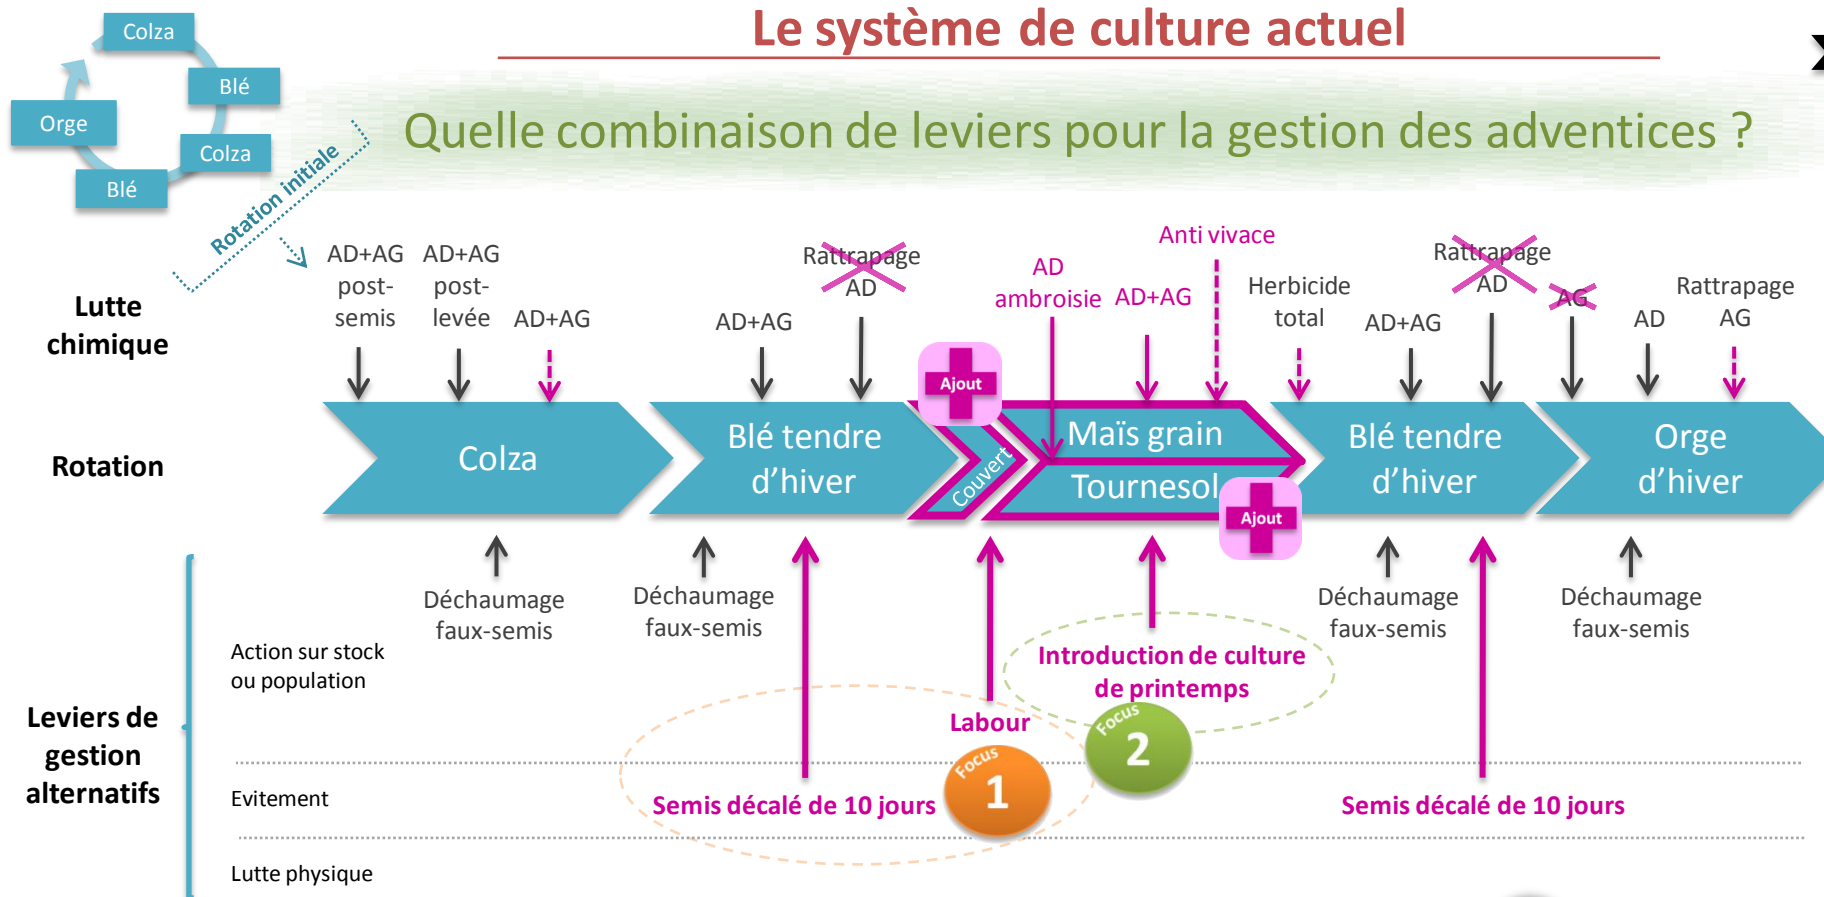 Le système de culture actuel
Quelle combinaison de leviers pour la gestion des adventices ?
Colza
Blé
Colza
Blé
Orge
Rotation initiale
Lutte
chimique
AD+AG
post-
semis
AD+AG
post-
levée
AD+AG
AD+AG
Rattrapage
AD
AD
ambroisie
AD+AG
Anti vivace
Herbicide
total
AD+AG
Rattrapage
AD
AG
AD
Rattrapage
AG
Rotation
Colza
Blé tendre
d’hiver
Ajout
Couvert
Maïs grain
Tournesol
Ajout
Blé tendre
d’hiver
Orge
d’hiver
Leviers de
gestion
alternatifs
Action sur stock
ou population
Déchaumage
faux-semis
Déchaumage
faux-semis
Déchaumage
faux-semis
Déchaumage
faux-semis
Introduction de culture
de printemps
Focus
2
Labour
Focus
1
Evitement
Semis décalé de 10 jours
Semis décalé de 10 jours
Lutte physique